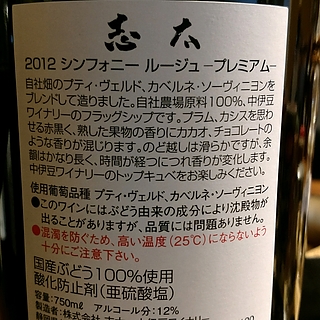 志太
2012 シンフォニー ルージュ ープレミアムー
自社畑のプティ・ヴェルド、カベルネ・ソーヴィニヨンを
ブレンドして造りました。自社農場原料100%、中伊豆
ワイナリーのフラッグシップです。プラム、カシスを思わ
せる赤黒く、熟した果物の香りにカカオ、チョコレート
のような香りが混じります。のど越しは滑らかですが、余
韻はかなり長く、時間が経つにつれ香りが変化します。中
伊豆ワイナリーのトップキュベをお楽しみください。
使用葡萄品種 プティ・ヴェルド、カベルネ・ソーヴィニヨン
●このワインにはぶどう由来の成分により沈殿物が
出ることがありますが、品質には問題ありません。
●混濁を防ぐため、高い温度(25℃)にならないよう
十分にご注意下さい。
国産ぶどう100%使用
酸化防止剤(亜硫酸塩)
容量:750ml アルコール分:12%
製造者:株式会社